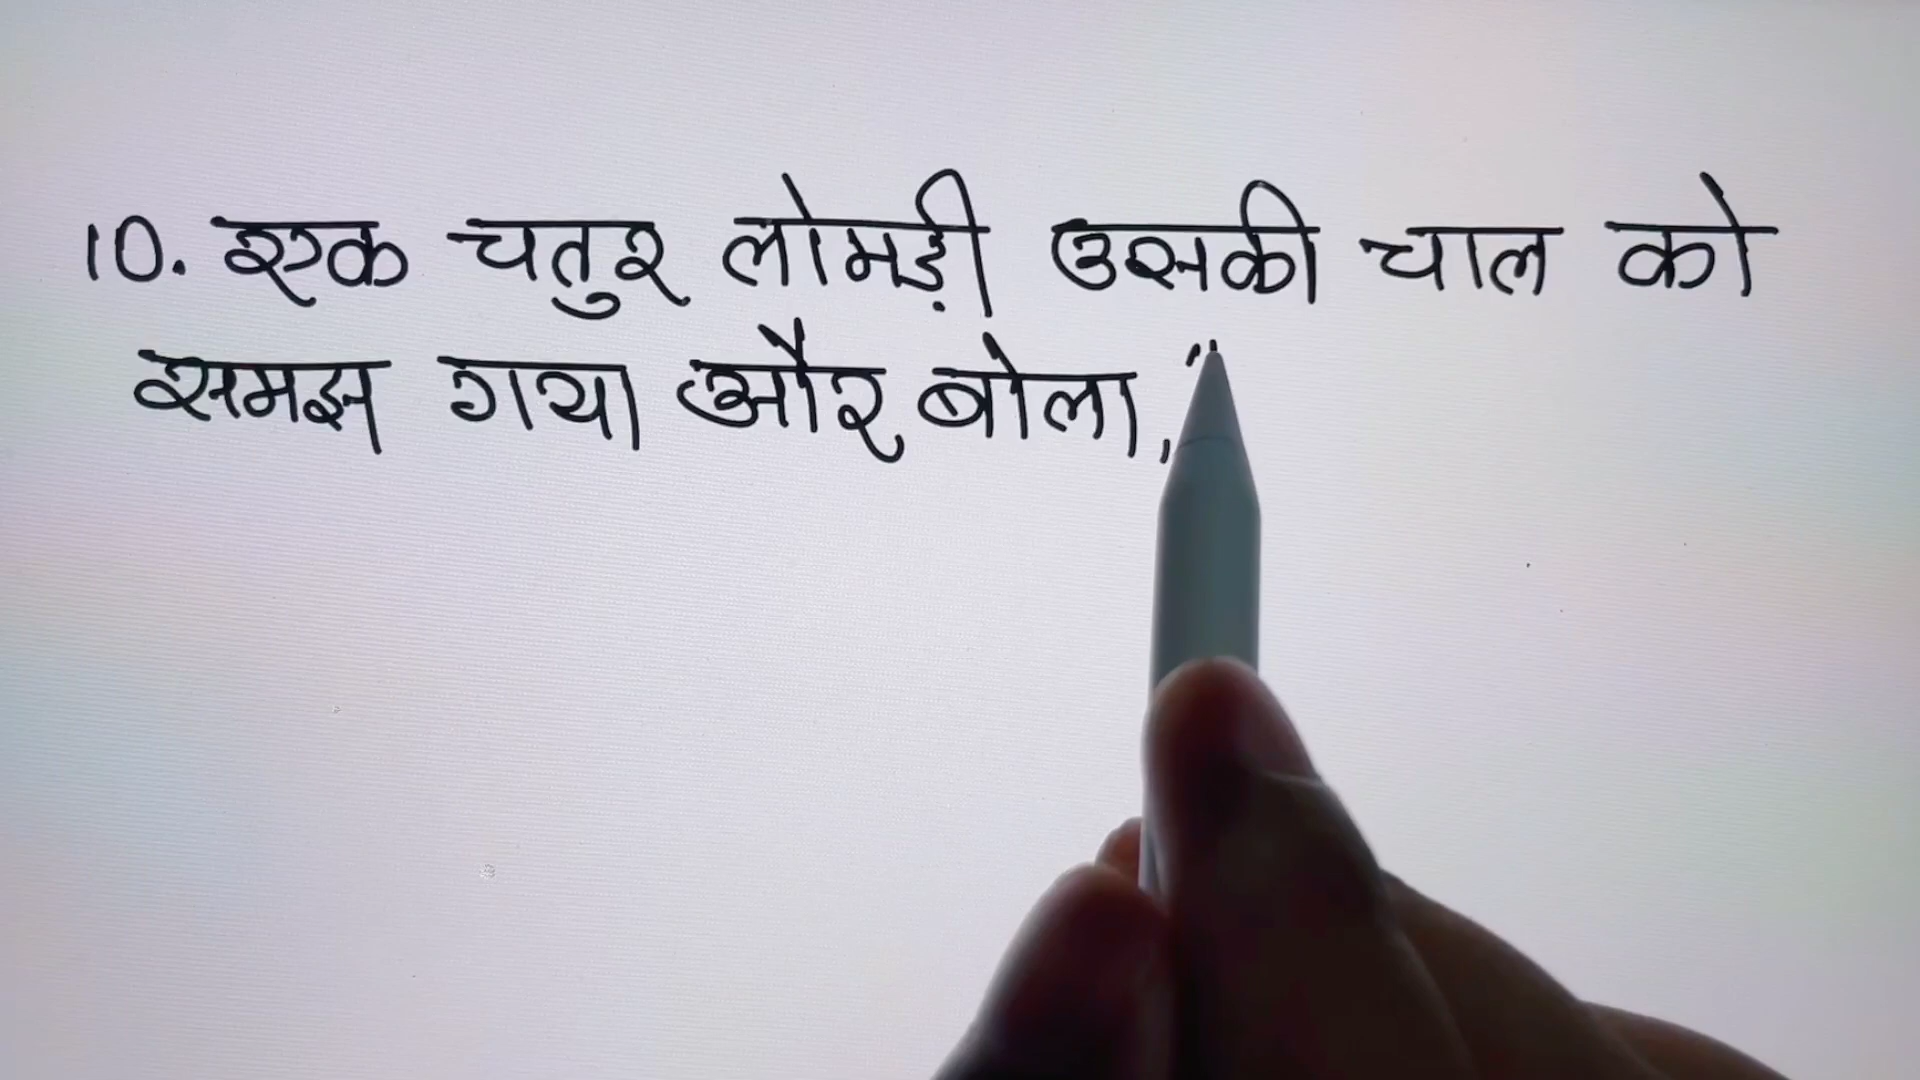 10. एक चतुर लोमड़ी उसकी चाल को
समझ गया और बोला, "